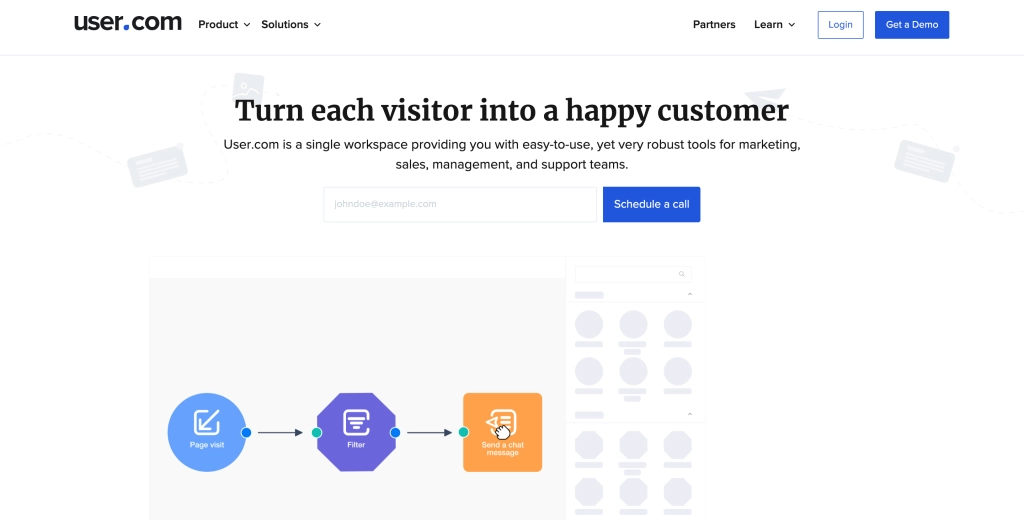 user.com
Product
Solutions
Partners
Learn
Login
Get a Demo
Turn each visitor into a happy customer
User.com is a single workspace providing you with easy-to-use, yet very robust tools for marketing,
sales, management, and support teams.
johndoe@example.com
Schedule a call
Page visit
Filter
Send a chat
message